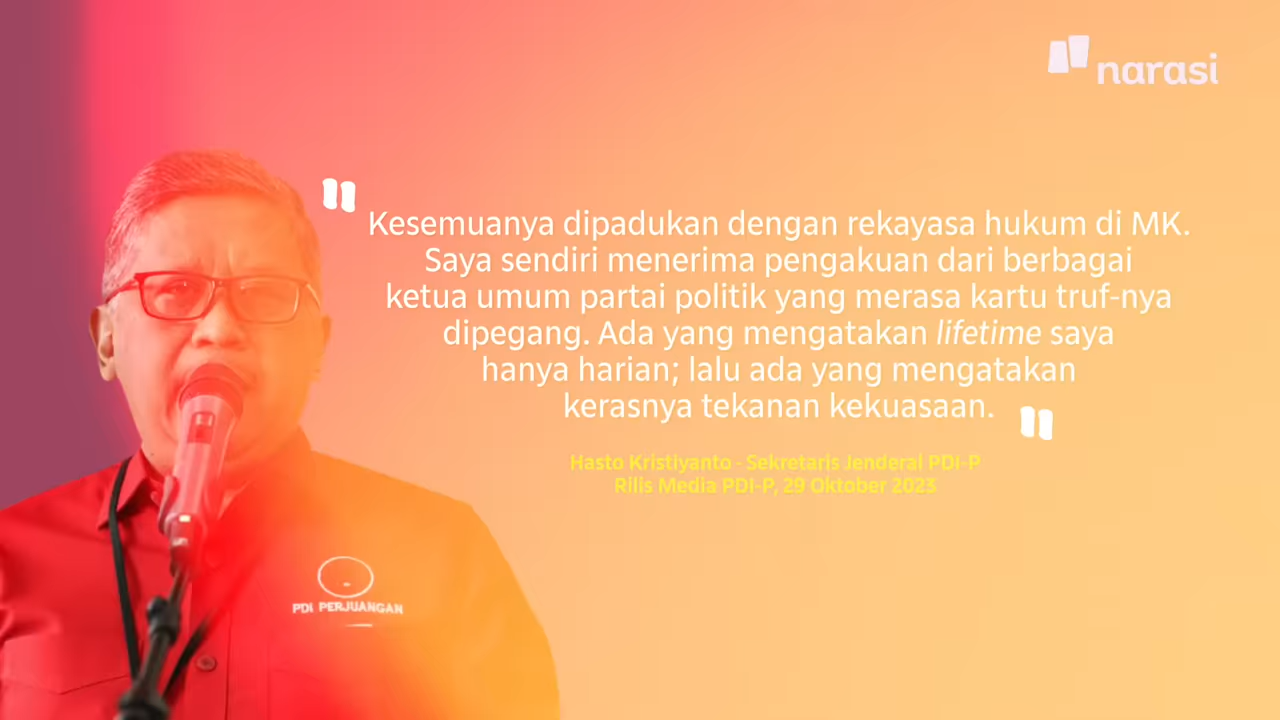 narasi
Kesemuanya dipadukan dengan rekayasa hukum di MK.
Saya sendiri menerima pengakuan dari berbagai
ketua umum partai politik yang merasa kartu truf-nya
dipegang. Ada yang mengatakan lifetime saya
hanya harian; lalu ada yang mengatakan
kerasnya tekanan kekuasaan.
Hasto Kristiyanto - Sekretaris Jenderal PDI-P
Rilis Media PDI-P, 29 Oktober 2023
PDI PERJUANGAN